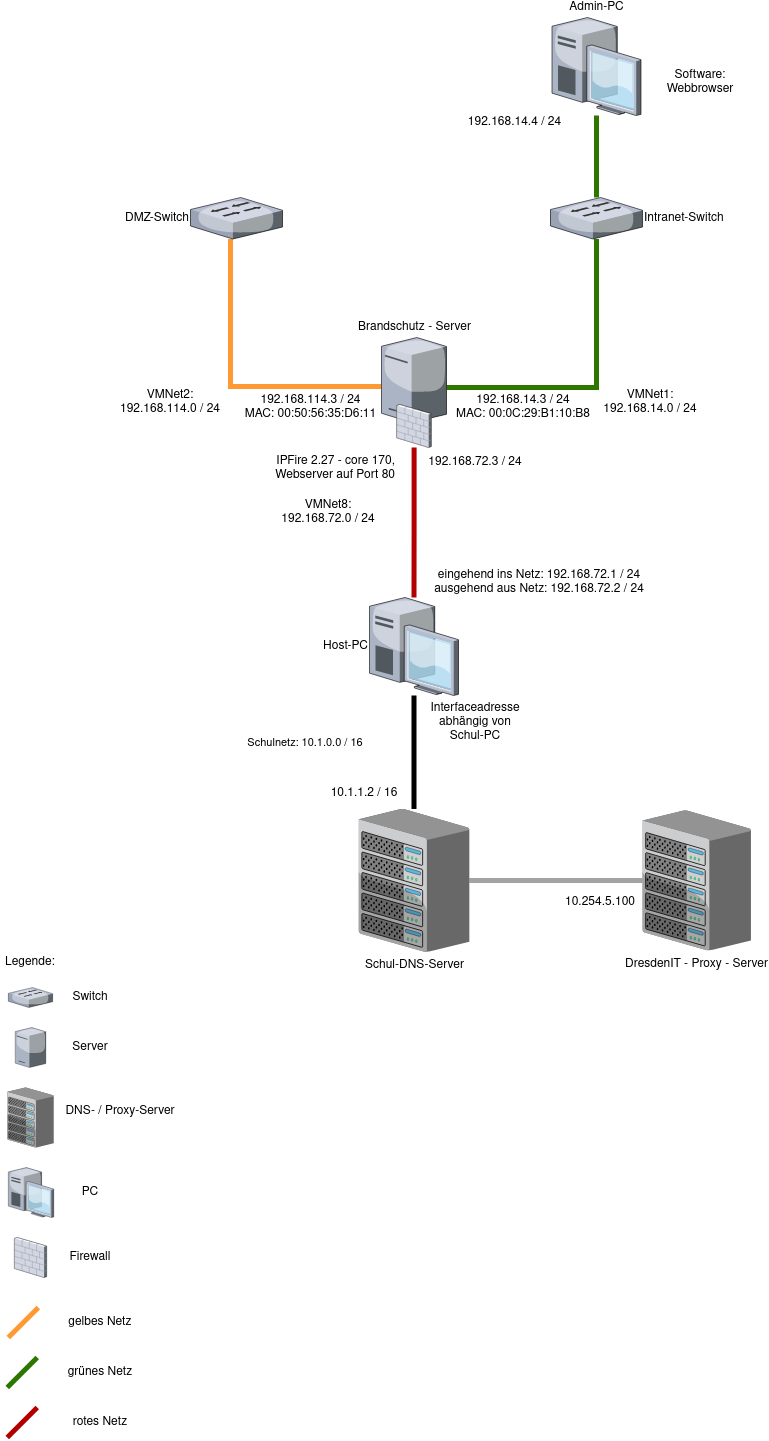 Admin-PC
Software:
Webbrowser
192.168.14.4 / 24
DMZ-Switch
Intranet-Switch
Brandschutz - Server
VMNet2:
192.168.114.0 / 24
192.168.114.3 / 24
MAC: 00:50:56:35:D6:11
192.168.14.3 / 24
MAC: 00:0C:29:B1:10:B8
VMNet1:
192.168.14.0 / 24
IPFire 2.27 - core 170,
Webserver auf Port 80
192.168.72.3 / 24
VMNet8:
192.168.72.0 / 24
eingehend ins Netz: 192.168.72.1 / 24
ausgehend aus Netz: 192.168.72.2 / 24
Host-PC
Interfaceadresse
abhängig von
Schul-PC
Schulnetz: 10.1.0.0 / 16
10.1.1.2 / 16
10.254.5.100
Schul-DNS-Server
DresdenIT - Proxy - Server
Legende:
Switch
Server
DNS- / Proxy-Server
PC
Firewall
gelbes Netz
grünes Netz
rotes Netz